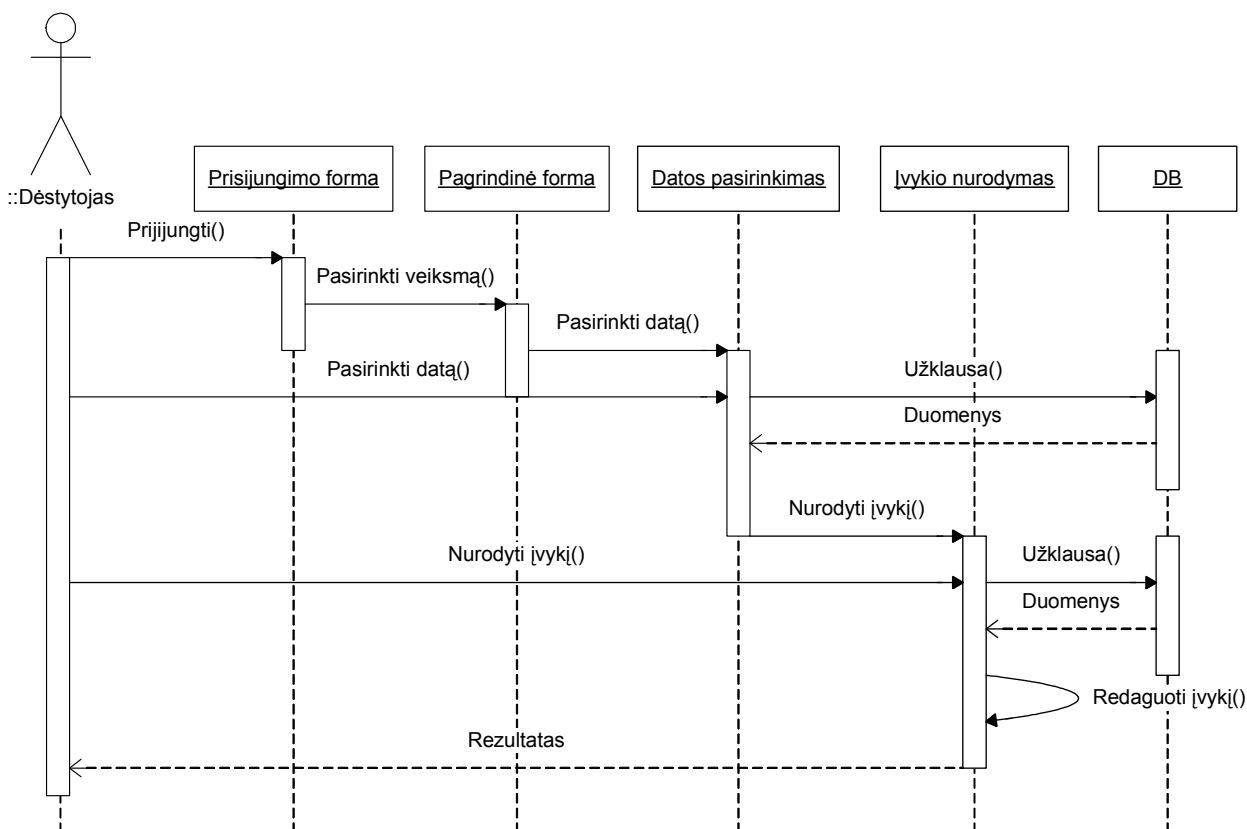 ::Dėstytojas
Prisijungimo forma
Pagrindinė forma
Datos pasirinkimas
Įvykio nurodymas
DB
Prijijungti()
Pasirinkti veiksmą()
Pasirinkti datą()
Pasirinkti datą()
Užklausa()
Duomenys
Nurodyti įvykį()
Nurodyti įvykį()
Užklausa()
Duomenys
Redaguoti įvykį()
Rezultatas